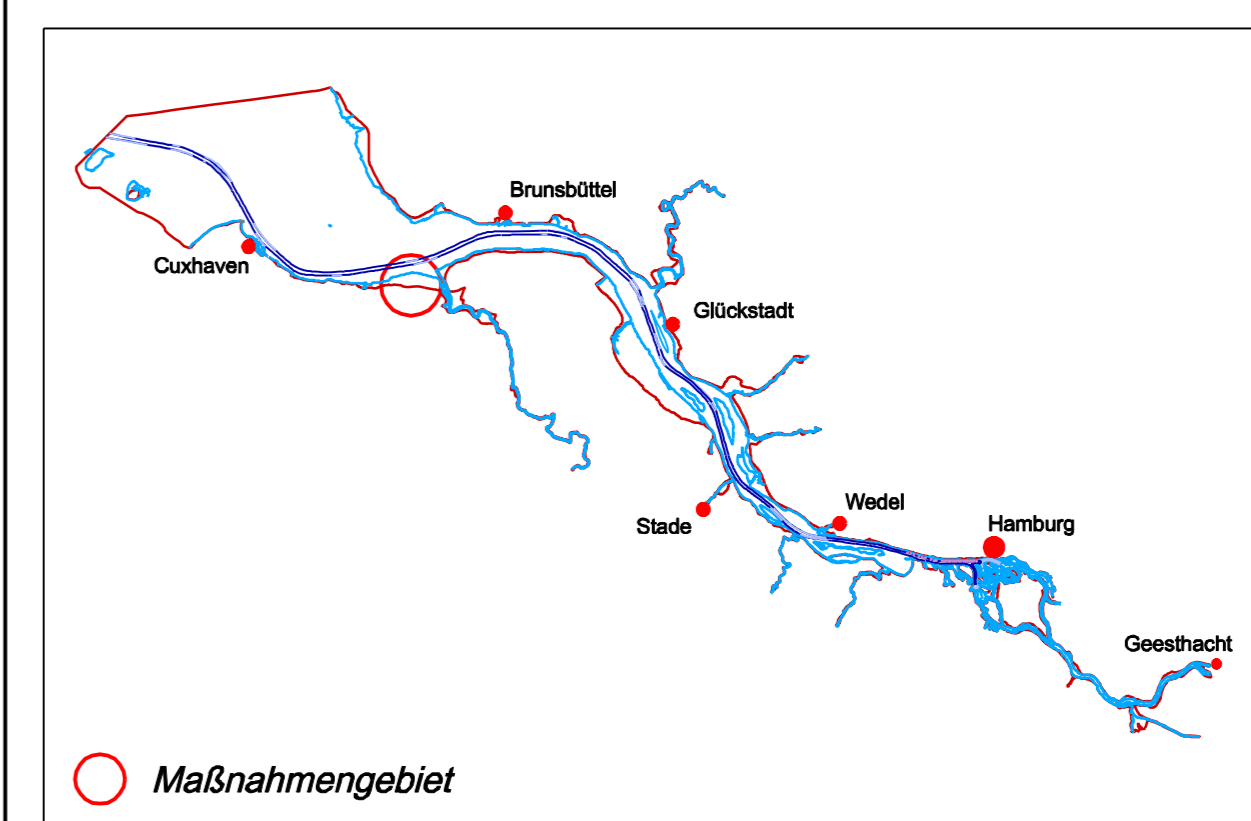 Brunsbüttel
Cuxhaven
Glückstadt
Stade
Wedel
Hamburg
Geesthacht
Maßnahmengebiet